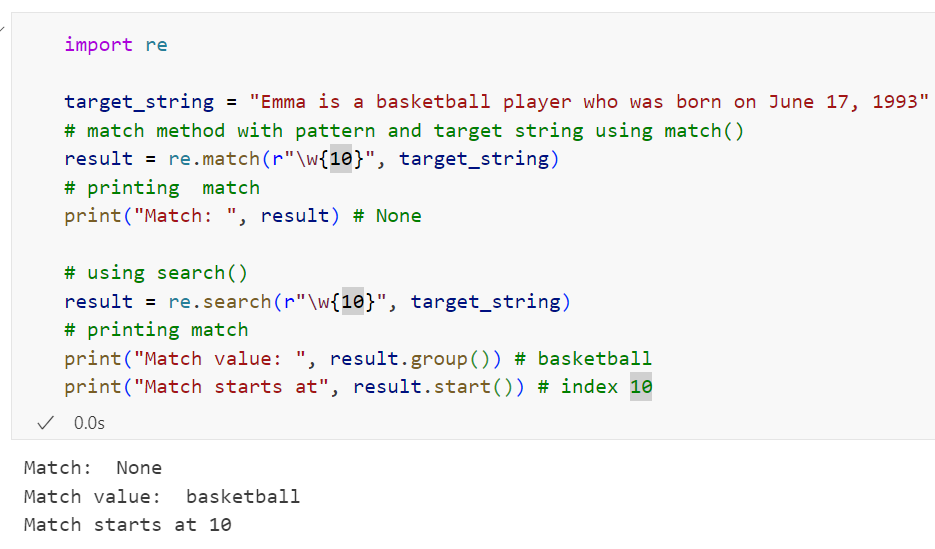 import re
target_string = "Emma is a basketball player who was born on June 17, 1993"
# match method with pattern and target string using match()
result = re.match(r"\w{10}", target_string)
# printing  match
print("Match: ", result) # None
# using search()
result = re.search(r"\w{10}", target_string)
# printing match
print("Match value: ", result.group()) # basketball
print("Match starts at", result.start()) # index 10
0.0s
Match:  None
Match value:  basketball
Match starts at 10